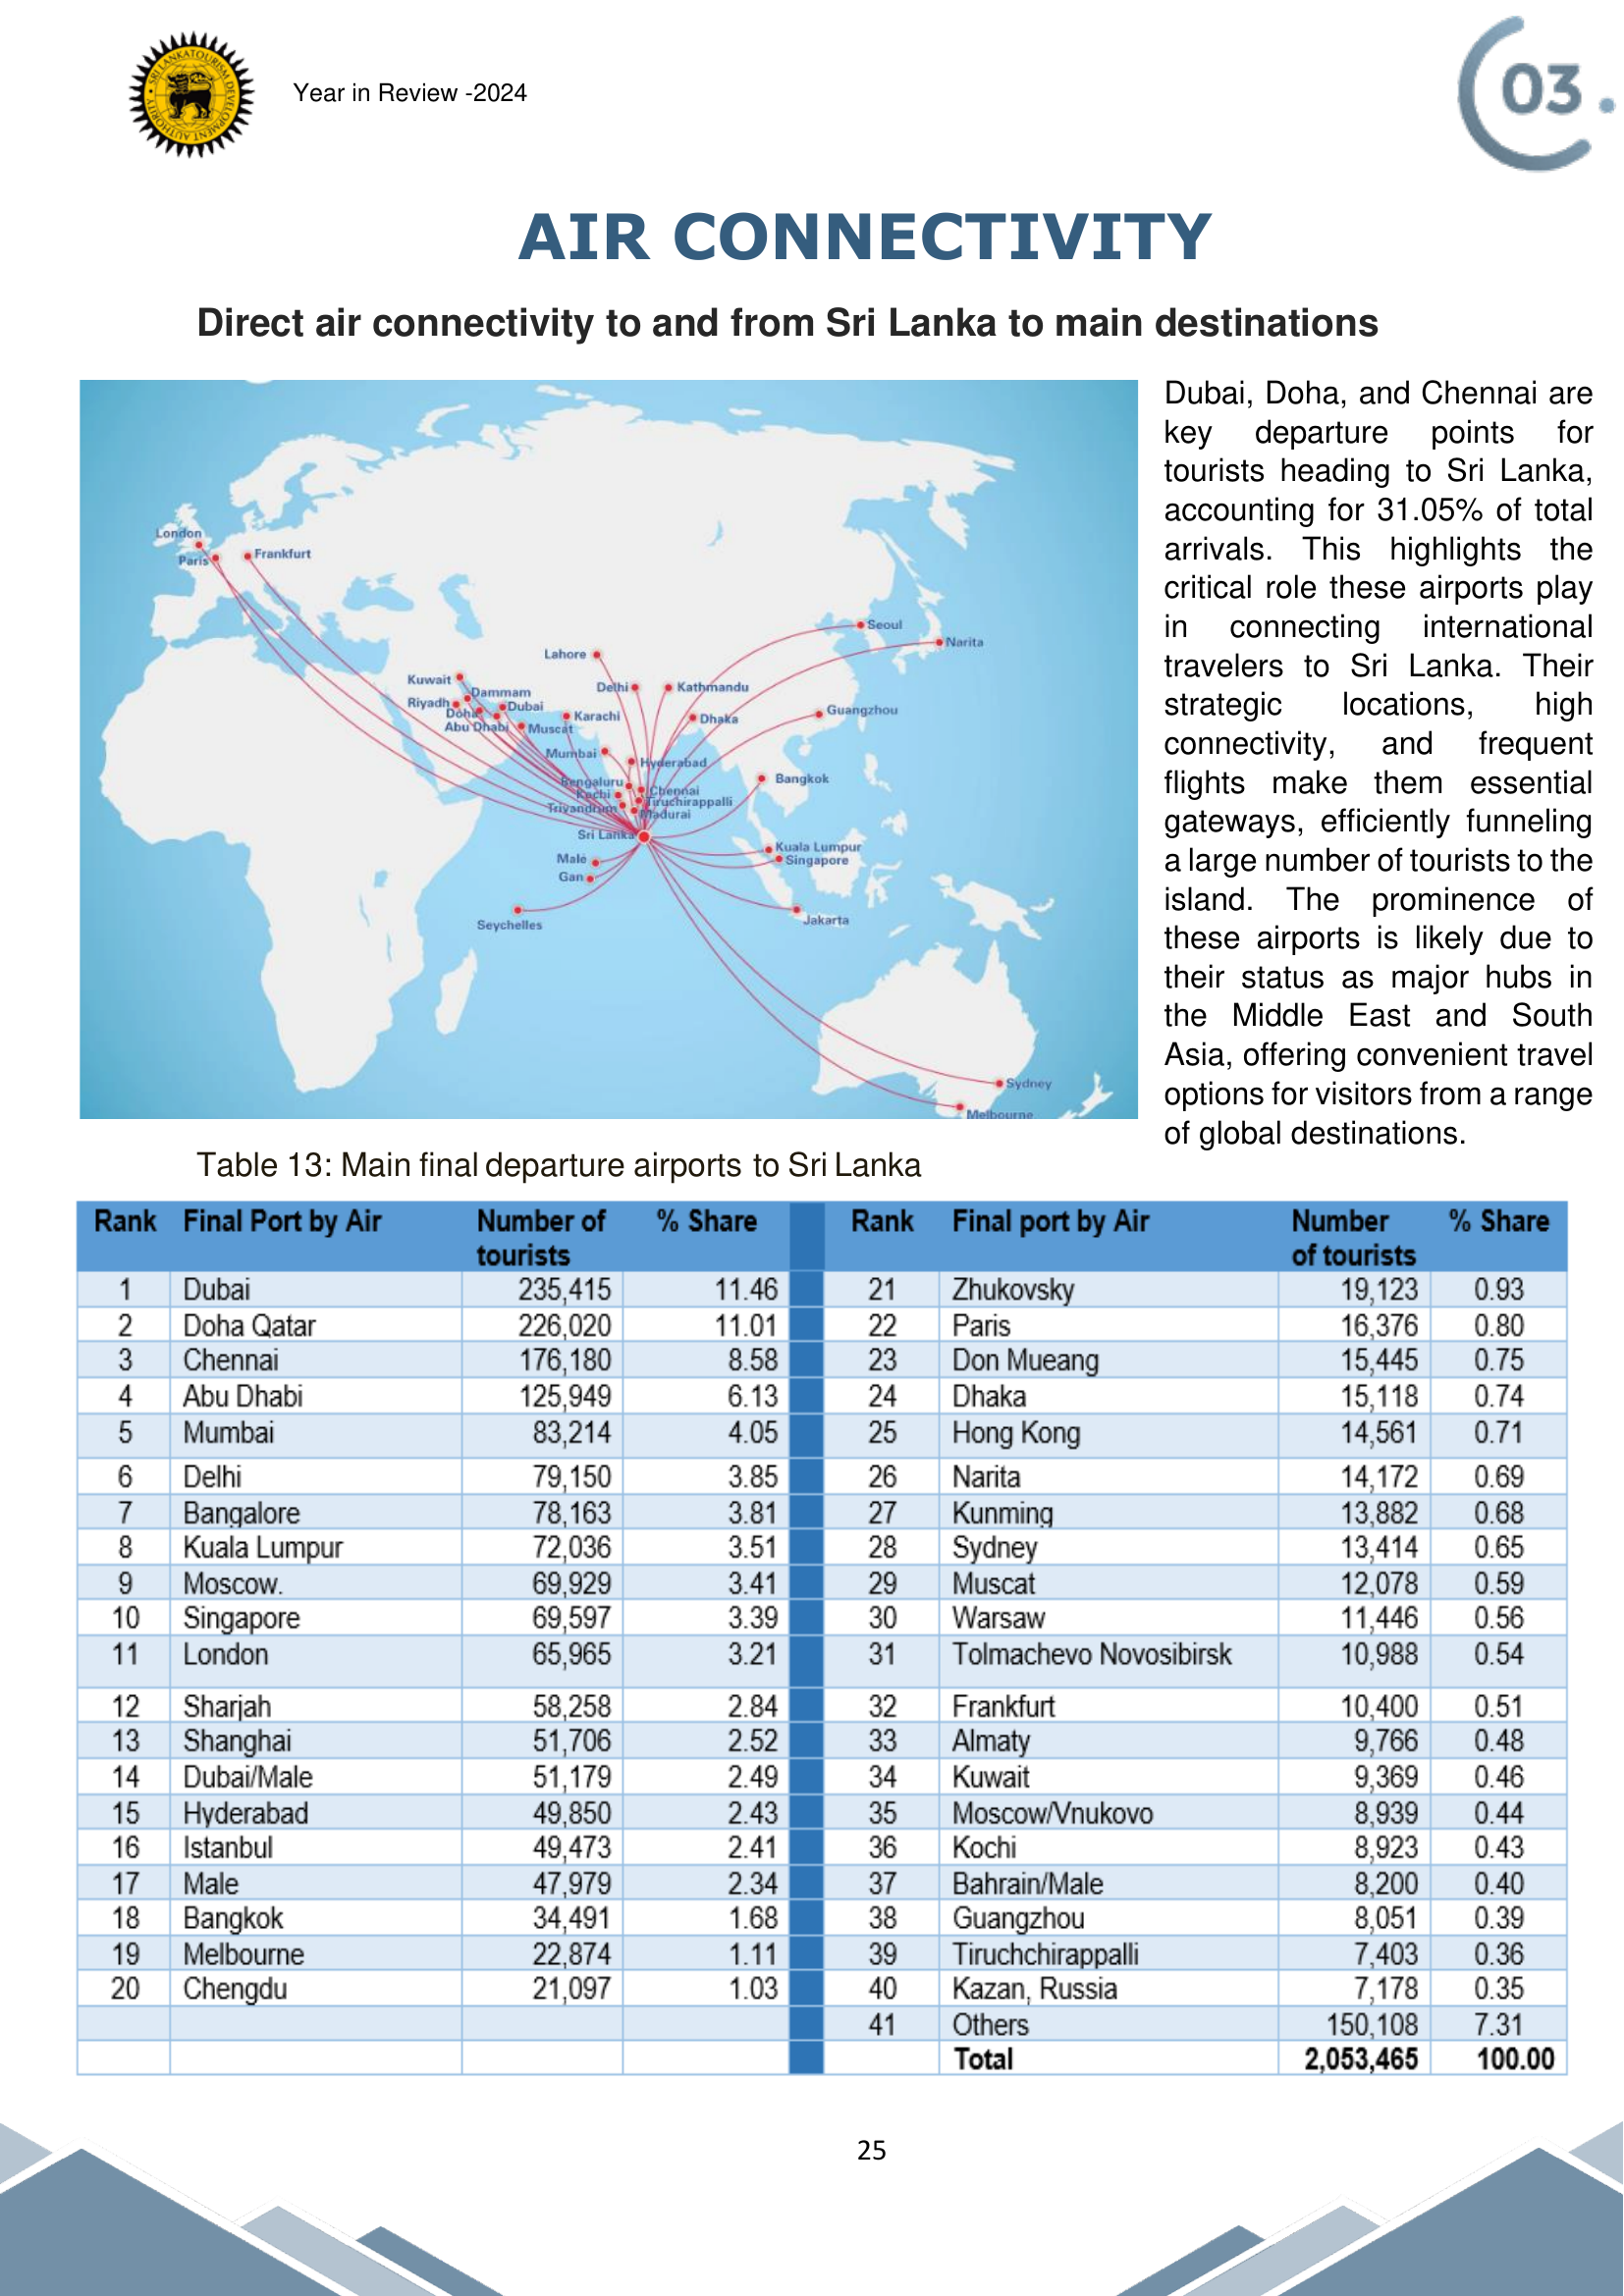 SRI LANKA TOURISM DEVELOPMENT AUTHORITY
Year in Review -2024
03.
AIR CONNECTIVITY
Direct air connectivity to and from Sri Lanka to main destinations
London
Paris
Frankfurt
Seoul
Narita
Lahore
Kuwait
Dammam
Delhi
Kathmandu
Riyadh
Doha
Dubai
Abu Dhabi
Muscat
Karachi
Dhaka
Guangzhou
Mumbai
Hyderabad
Bengaluru
Chennai
Kochi
Tiruchirappalli
Trivandrum
Madurai
Bangkok
Sri Lanka
Kuala Lumpur
Singapore
Malé
Gan
Seychelles
Jakarta
Sydney
Melbourne
Dubai, Doha, and Chennai are
key departure points for
tourists heading to Sri Lanka,
accounting for 31.05% of total
arrivals. This highlights the
critical role these airports play
in connecting international
travelers to Sri Lanka. Their
strategic locations, high
connectivity, and frequent
flights make them essential
gateways, efficiently funneling
a large number of tourists to the
island. The prominence of
these airports is likely due to
their status as major hubs in
the Middle East and South
Asia, offering convenient travel
options for visitors from a range
of global destinations.
Table 13: Main final departure airports to Sri Lanka
Rank Final Port by Air Number of tourists % Share Rank Final port by Air Number of tourists % Share
1 Dubai 235,415 11.46 21 Zhukovsky 19,123 0.93
2 Doha Qatar 226,020 11.01 22 Paris 16,376 0.80
3 Chennai 176,180 8.58 23 Don Mueang 15,445 0.75
4 Abu Dhabi 125,949 6.13 24 Dhaka 15,118 0.74
5 Mumbai 83,214 4.05 25 Hong Kong 14,561 0.71
6 Delhi 79,150 3.85 26 Narita 14,172 0.69
7 Bangalore 78,163 3.81 27 Kunming 13,882 0.68
8 Kuala Lumpur 72,036 3.51 28 Sydney 13,414 0.65
9 Moscow. 69,929 3.41 29 Muscat 12,078 0.59
10 Singapore 69,597 3.39 30 Warsaw 11,446 0.56
11 London 65,965 3.21 31 Tolmachevo Novosibirsk 10,988 0.54
12 Sharjah 58,258 2.84 32 Frankfurt 10,400 0.51
13 Shanghai 51,706 2.52 33 Almaty 9,766 0.48
14 Dubai/Male 51,179 2.49 34 Kuwait 9,369 0.46
15 Hyderabad 49,850 2.43 35 Moscow/Vnukovo 8,939 0.44
16 Istanbul 49,473 2.41 36 Kochi 8,923 0.43
17 Male 47,979 2.34 37 Bahrain/Male 8,200 0.40
18 Bangkok 34,491 1.68 38 Guangzhou 8,051 0.39
19 Melbourne 22,874 1.11 39 Tiruchchirappalli 7,403 0.36
20 Chengdu 21,097 1.03 40 Kazan, Russia 7,178 0.35
41 Others 150,108 7.31
Total 2,053,465 100.00
25